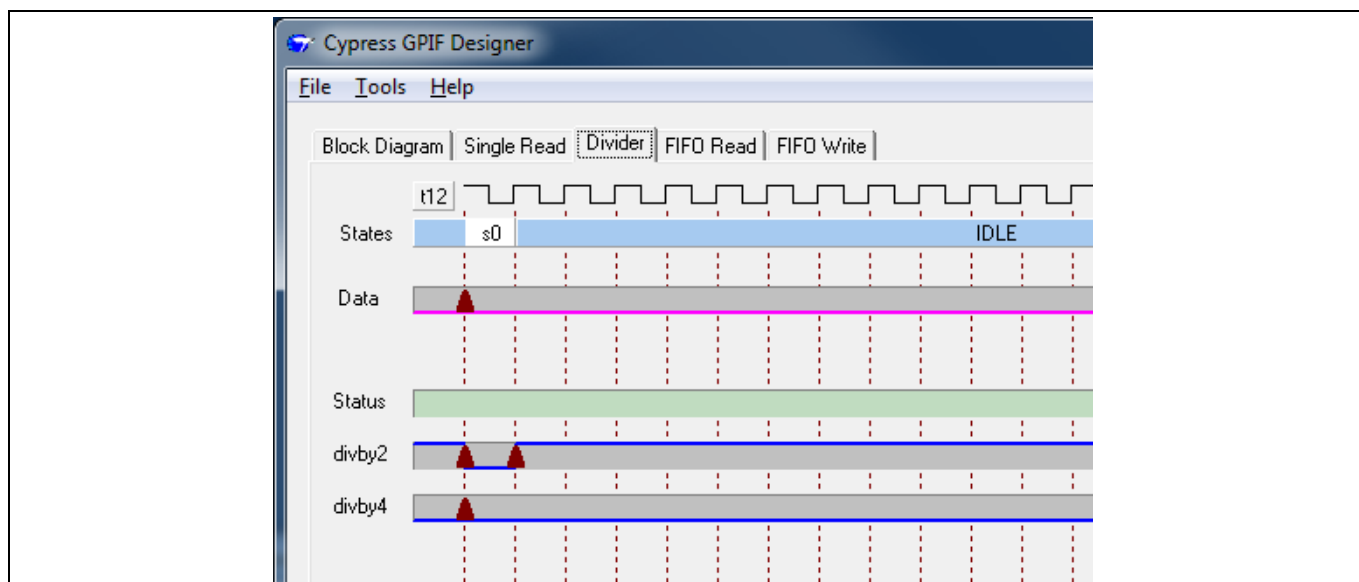 Cypress GPIF Designer
File Tools Help
Block Diagram Single Read Divider FIFO Read FIFO Write
t12
States s0 IDLE
Data
Status
divby2
divby4